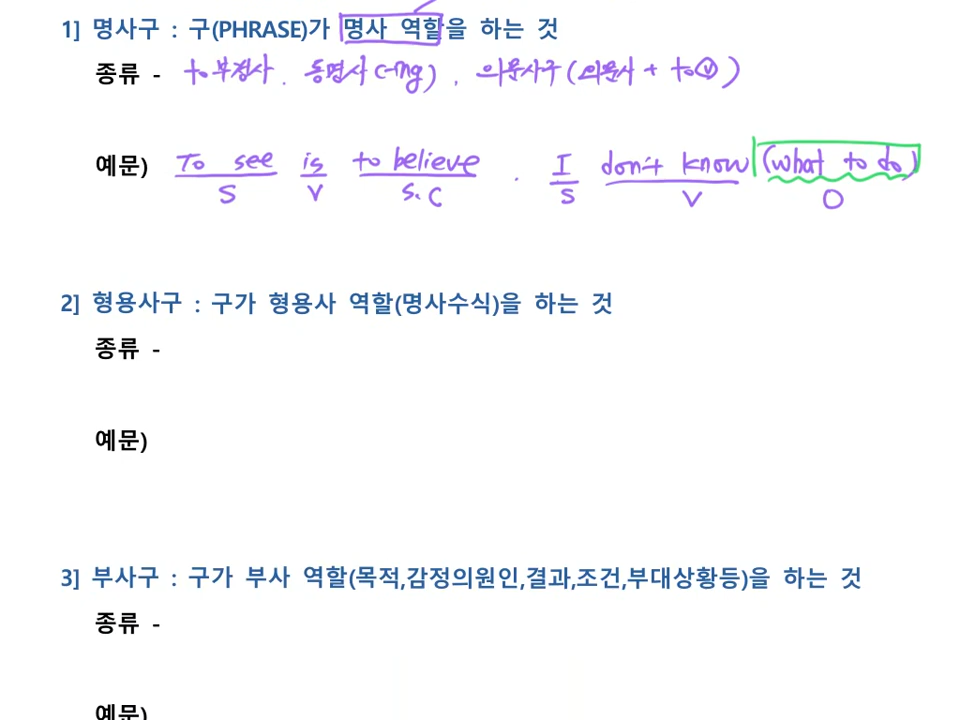 1] 명사구 : 구(PHRASE)가 명사 역할을 하는 것
종류 - to 부정사 . 동명사 (-ing) , 의문사구 (의문사 + to ⓥ)
예문) To see is to believe . I don't know (what to do)
S V S.C S V O
2] 형용사구 : 구가 형용사 역할(명사수식)을 하는 것
종류 -
예문)
3] 부사구 : 구가 부사 역할(목적,감정의원인,결과,조건,부대상황등)을 하는 것
종류 -
예문)